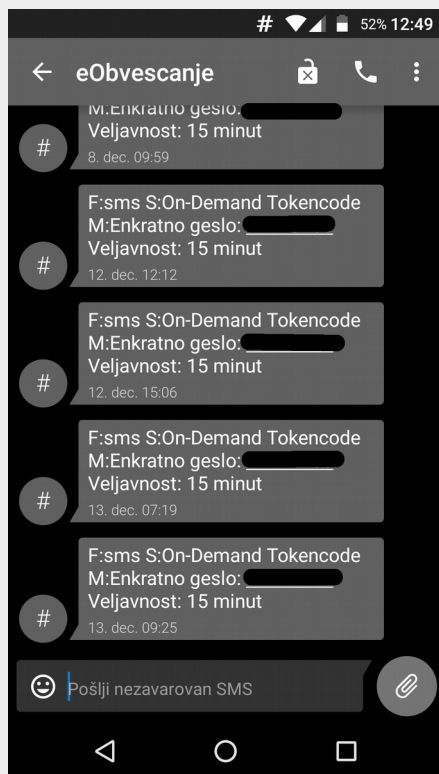 # 52% 12:49
eObvescanje
M:Enkratno geslo:
Veljavnost: 15 minut
8. dec. 09:59
#
F:sms S:On-Demand Tokencode
M:Enkratno geslo:
Veljavnost: 15 minut
12. dec. 12:12
#
F:sms S:On-Demand Tokencode
M:Enkratno geslo:
Veljavnost: 15 minut
12. dec. 15:06
#
F:sms S:On-Demand Tokencode
M:Enkratno geslo:
Veljavnost: 15 minut
13. dec. 07:19
#
F:sms S:On-Demand Tokencode
M:Enkratno geslo:
Veljavnost: 15 minut
13. dec. 09:25
#
Pošlji nezavarovan SMS